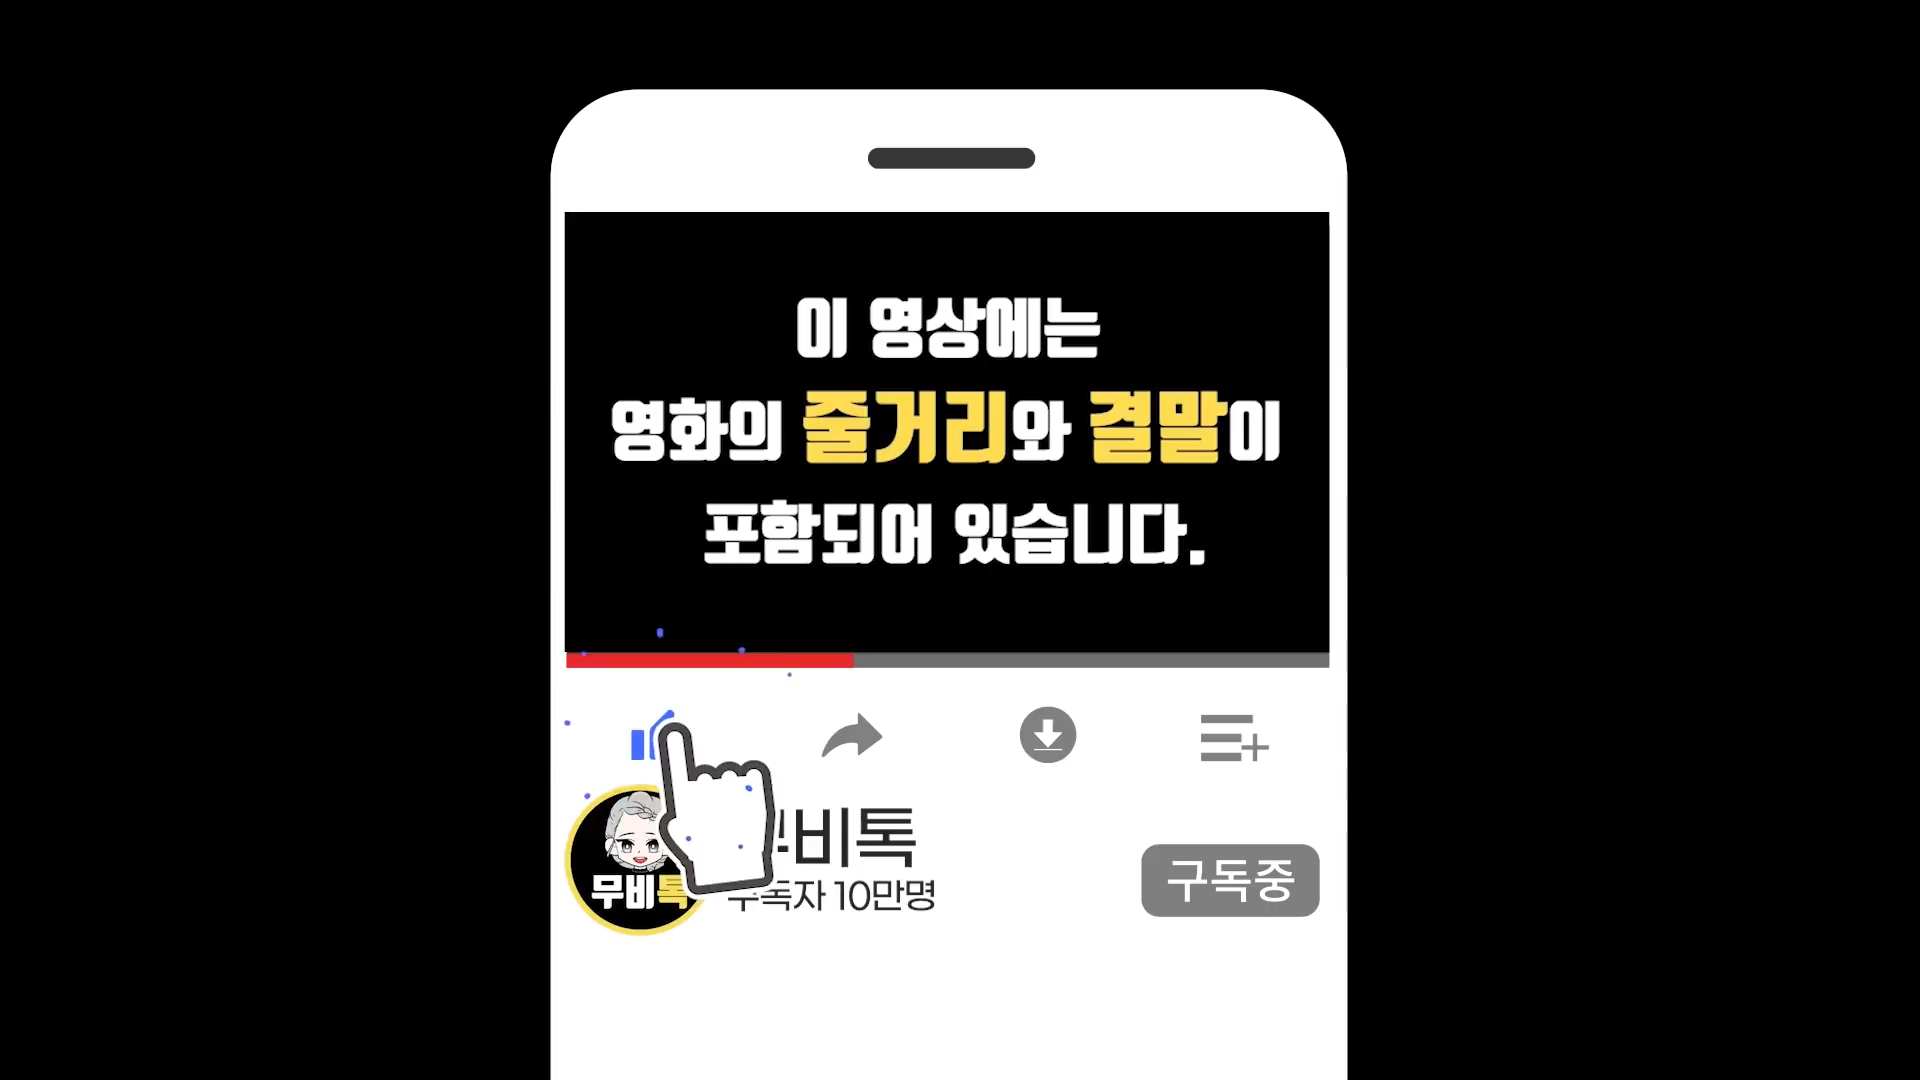 이 영상에는
영화의 줄거리와 결말이
포함되어 있습니다.
무비톡
구독자 10만명
무비톡
구독중